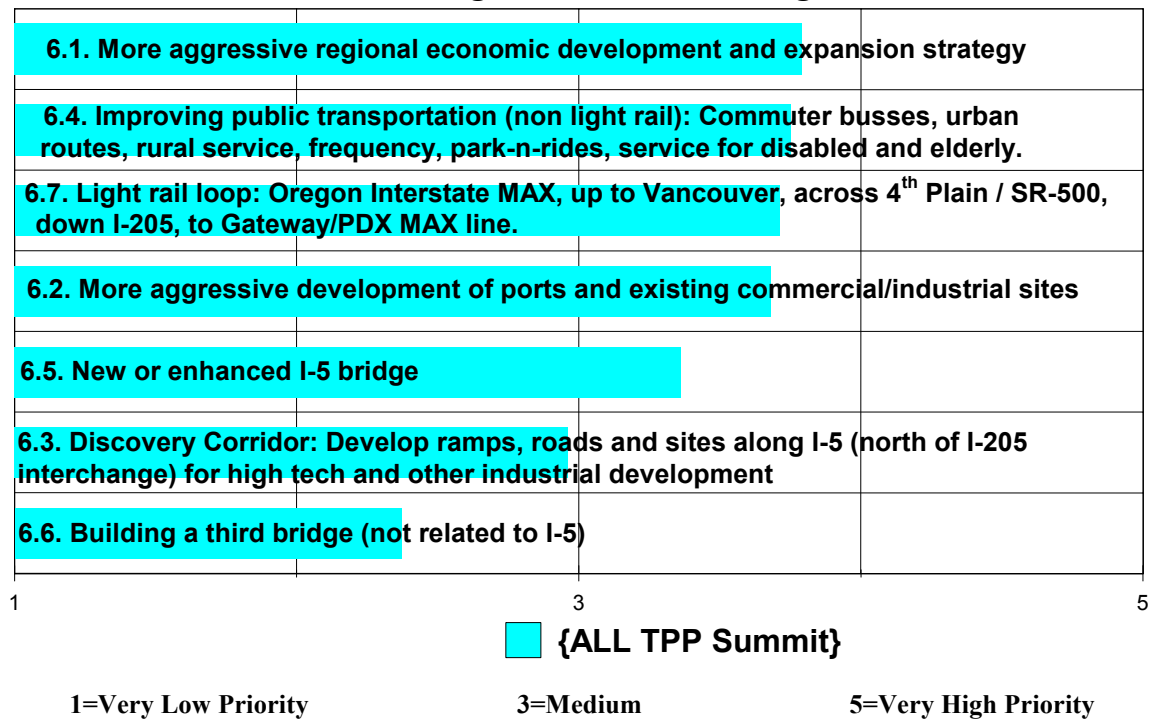 6.1. More aggressive regional economic development and expansion strategy
6.4. Improving public transportation (non light rail): Commuter busses, urban
routes, rural service, frequency, park-n-rides, service for disabled and elderly.
6.7. Light rail loop: Oregon Interstate MAX, up to Vancouver, across 4th Plain / SR-500,
down I-205, to Gateway/PDX MAX line.
6.2. More aggressive development of ports and existing commercial/industrial sites
6.5. New or enhanced I-5 bridge
6.3. Discovery Corridor: Develop ramps, roads and sites along I-5 (north of I-205
interchange) for high tech and other industrial development
6.6. Building a third bridge (not related to I-5)
1 3 5
{ALL TPP Summit}
1=Very Low Priority 3=Medium 5=Very High Priority